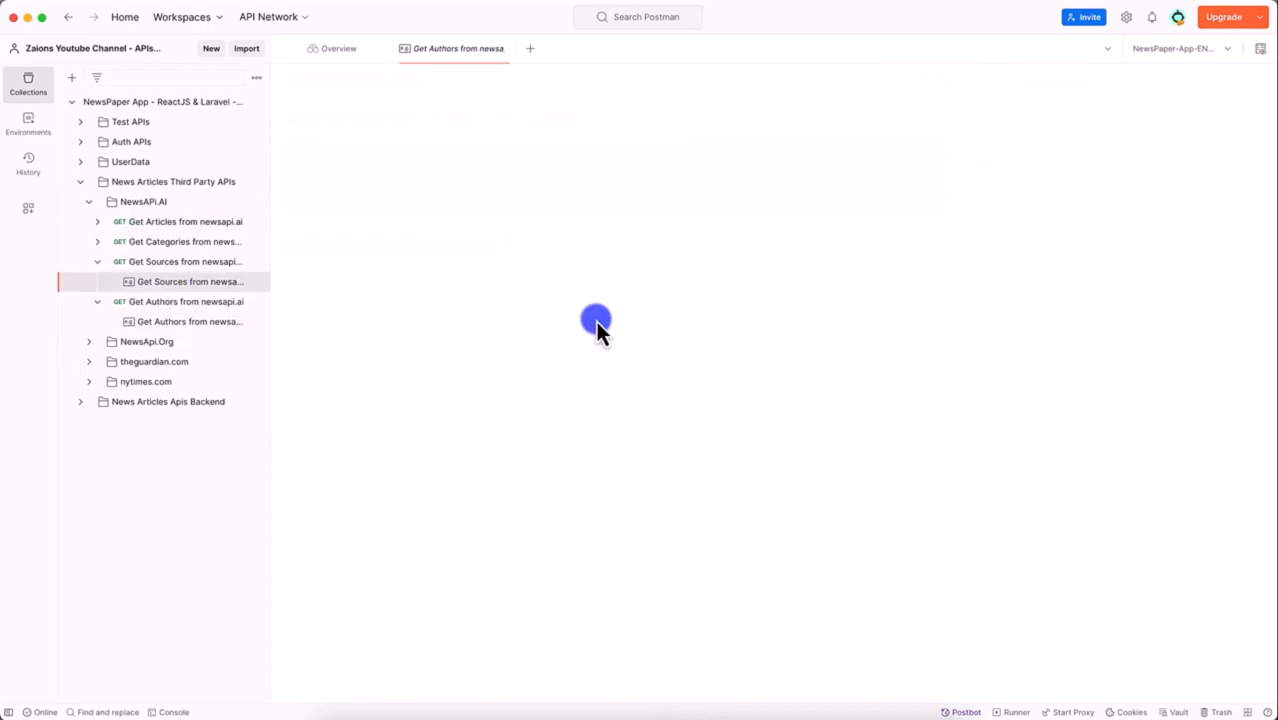 Home Workspaces API Network Search Postman Invite Upgrade
Zaions Youtube Channel - APIs... New Import Overview Get Authors from newsa NewsPaper-App-EN...
Collections
Environments
History
NewsPaper App - ReactJS & Laravel -...
Test APIs
Auth APIs
UserData
News Articles Third Party APIs
NewsAPi.AI
GET Get Articles from newsapi.ai
GET Get Categories from news...
GET Get Sources from newsapi...
e.g. Get Sources from newsa...
GET Get Authors from newsapi.ai
e.g. Get Authors from newsa...
NewsApi.Org
theguardian.com
nytimes.com
News Articles Apis Backend
Online Find and replace Console Postbot Runner Start Proxy Cookies Vault Trash